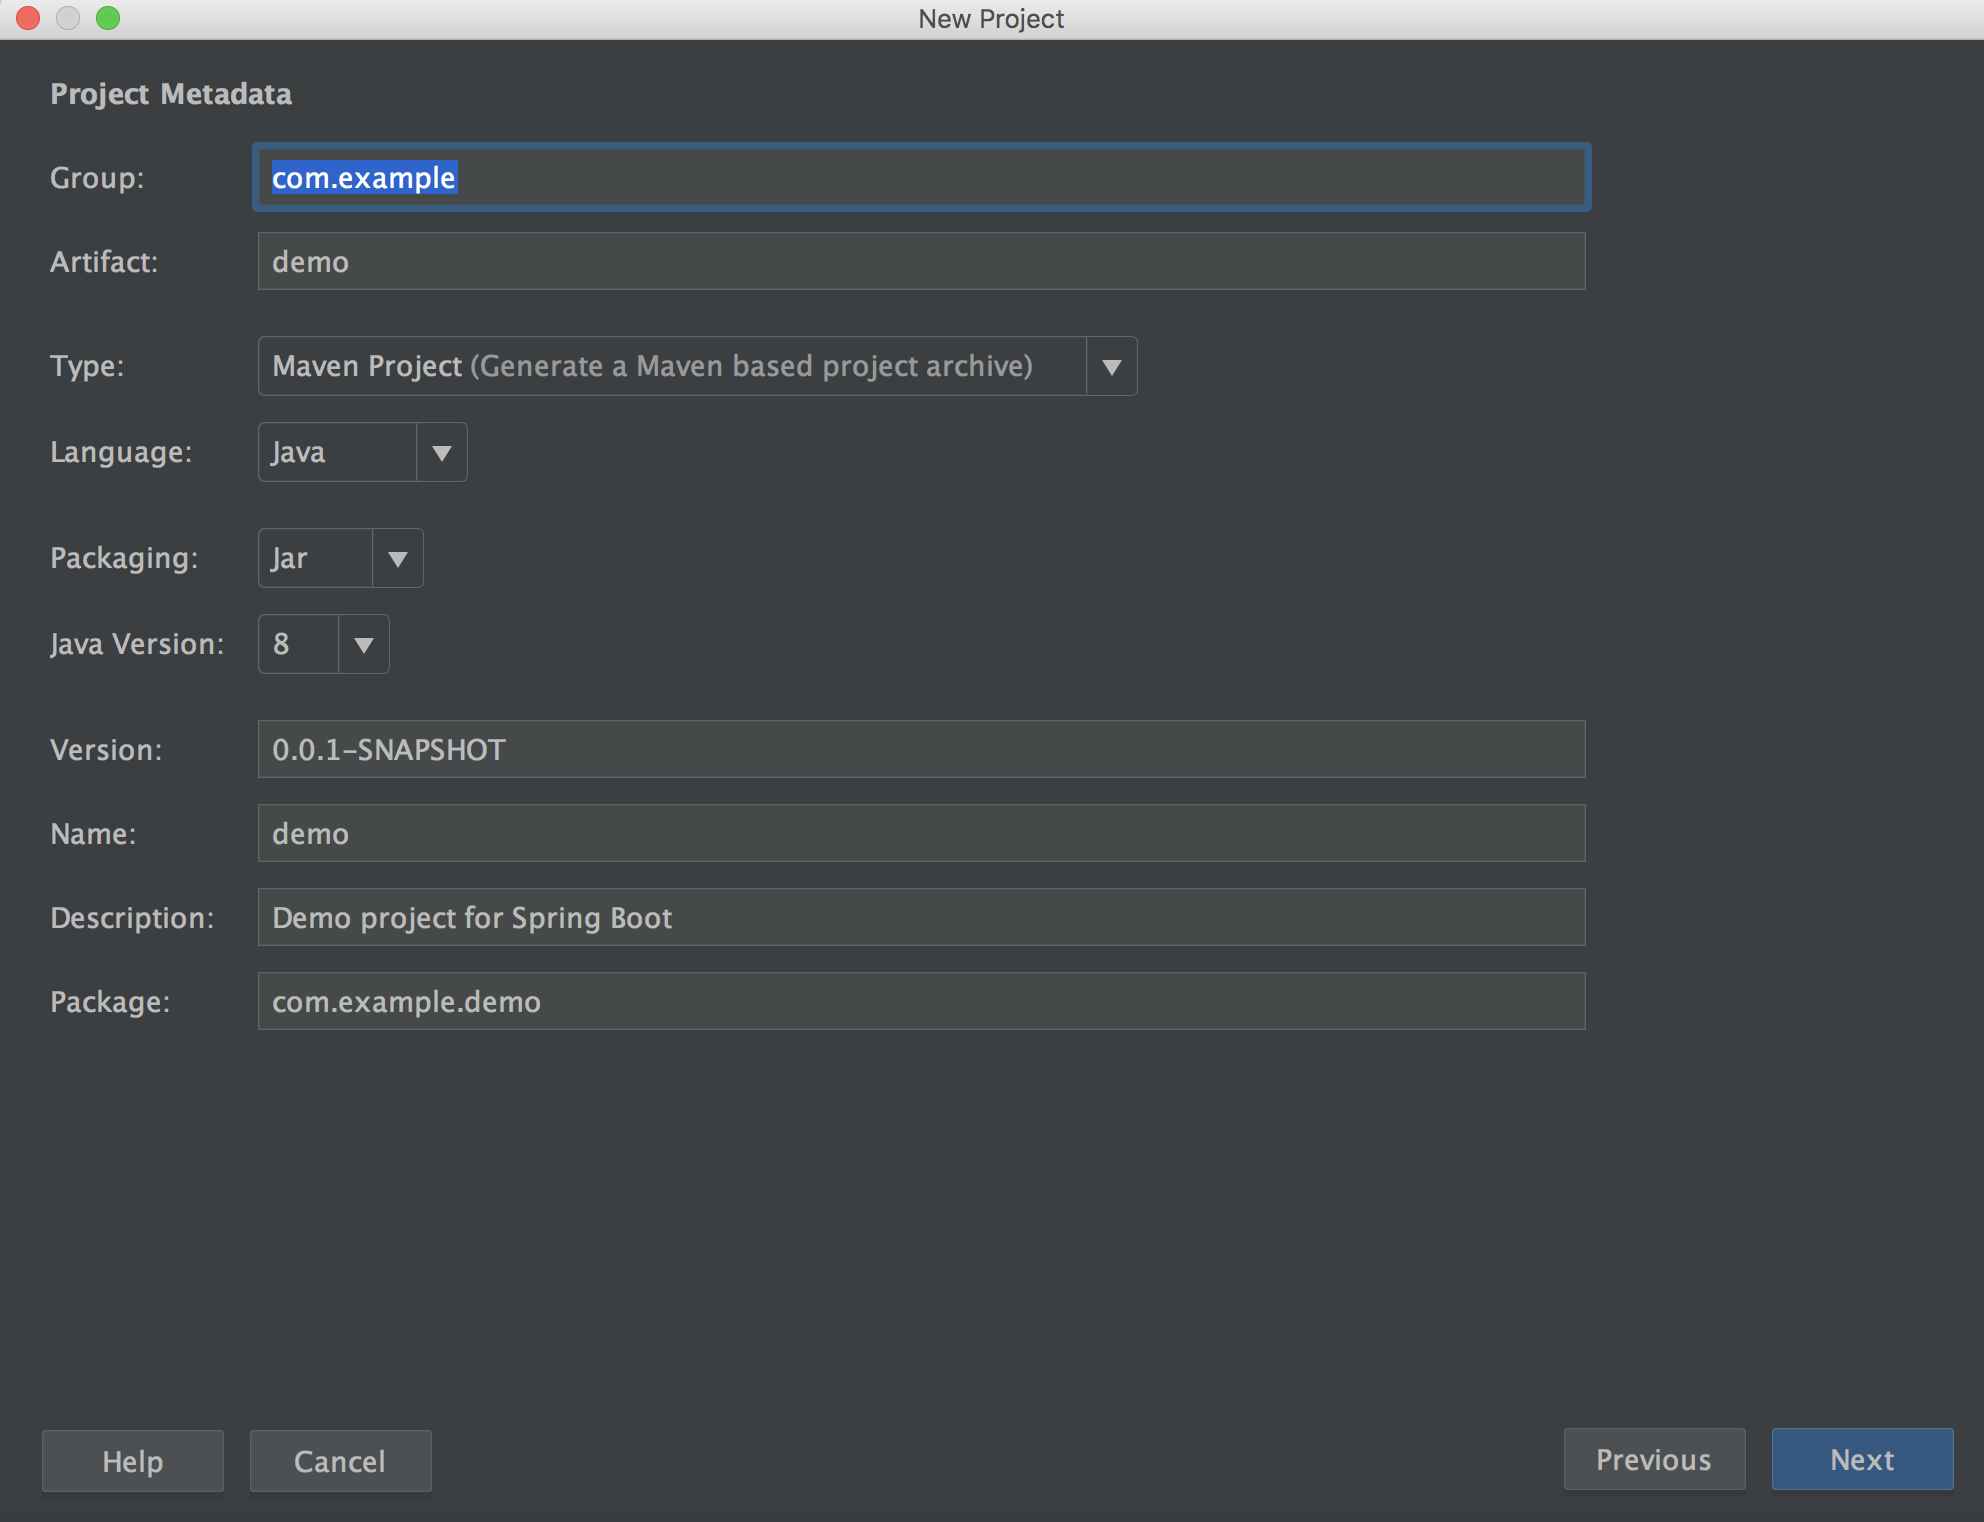 New Project
Project Metadata
Group: com.example
Artifact: demo
Type: Maven Project (Generate a Maven based project archive)
Language: Java
Packaging: Jar
Java Version: 8
Version: 0.0.1-SNAPSHOT
Name: demo
Description: Demo project for Spring Boot
Package: com.example.demo
Help Cancel Previous Next